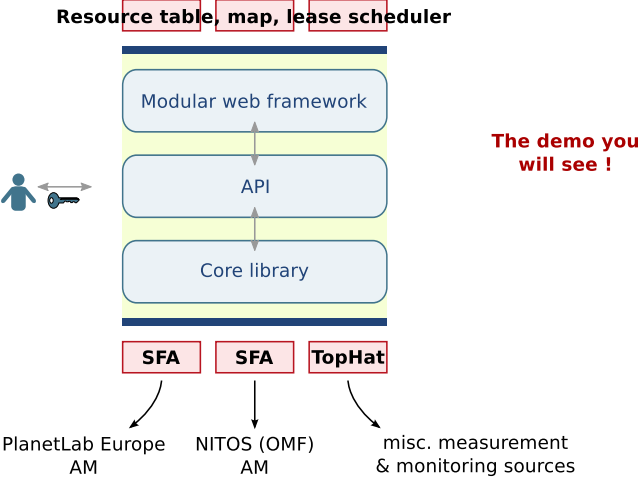 Resource table, map, lease scheduler
Modular web framework
The demo you
will see !
API
Core library
SFA
SFA
TopHat
PlanetLab Europe
AM
NITOS (OMF)
AM
misc. measurement
& monitoring sources